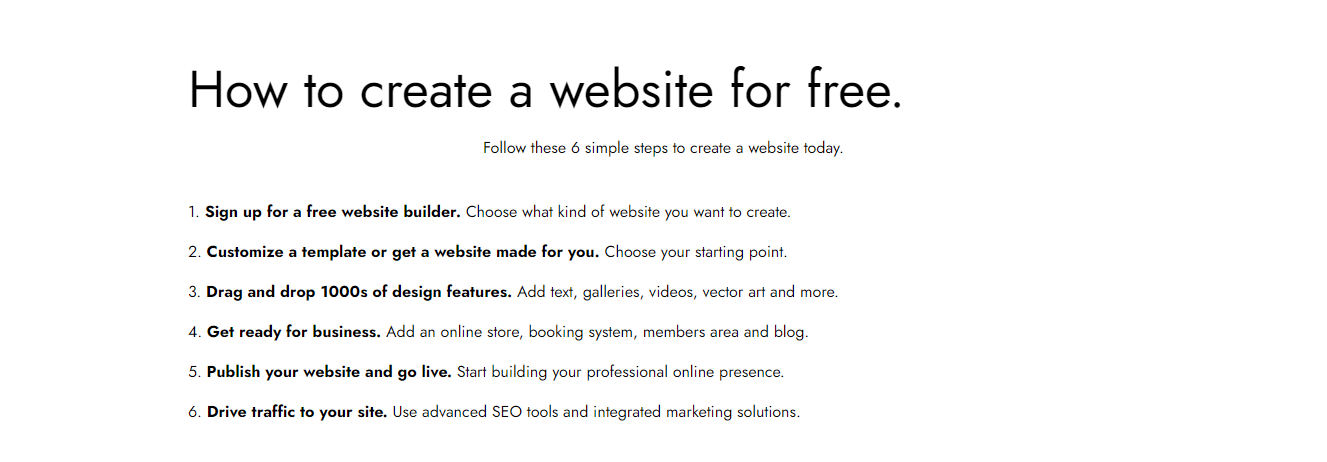 How to create a website for free.
Follow these 6 simple steps to create a website today.
1. Sign up for a free website builder. Choose what kind of website you want to create.
2. Customize a template or get a website made for you. Choose your starting point.
3. Drag and drop 1000s of design features. Add text, galleries, videos, vector art and more.
4. Get ready for business. Add an online store, booking system, members area and blog.
5. Publish your website and go live. Start building your professional online presence.
6. Drive traffic to your site. Use advanced SEO tools and integrated marketing solutions.